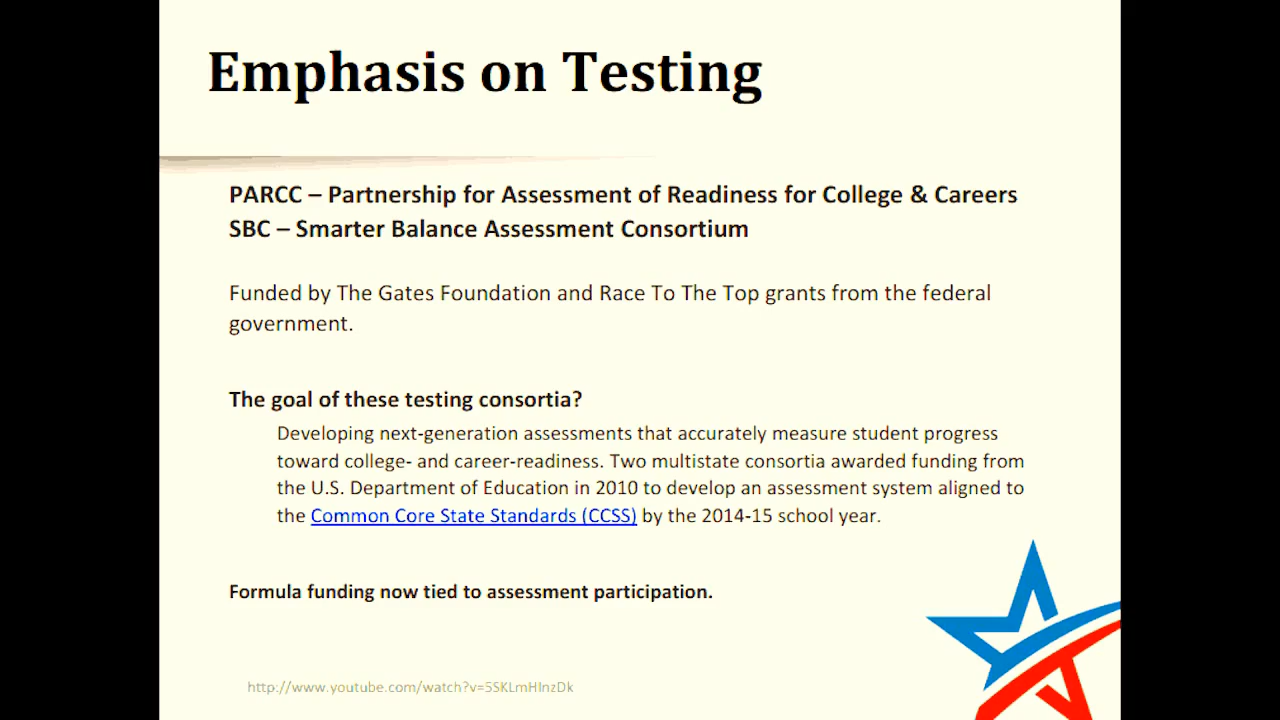 Emphasis on Testing
PARCC – Partnership for Assessment of Readiness for College & Careers
SBC – Smarter Balance Assessment Consortium
Funded by The Gates Foundation and Race To The Top grants from the federal
government.
The goal of these testing consortia?
Developing next-generation assessments that accurately measure student progress
toward college- and career-readiness. Two multistate consortia awarded funding from
the U.S. Department of Education in 2010 to develop an assessment system aligned to
the Common Core State Standards (CCSS) by the 2014-15 school year.
Formula funding now tied to assessment participation.
http://www.youtube.com/watch?v=5SKLmHInzDk